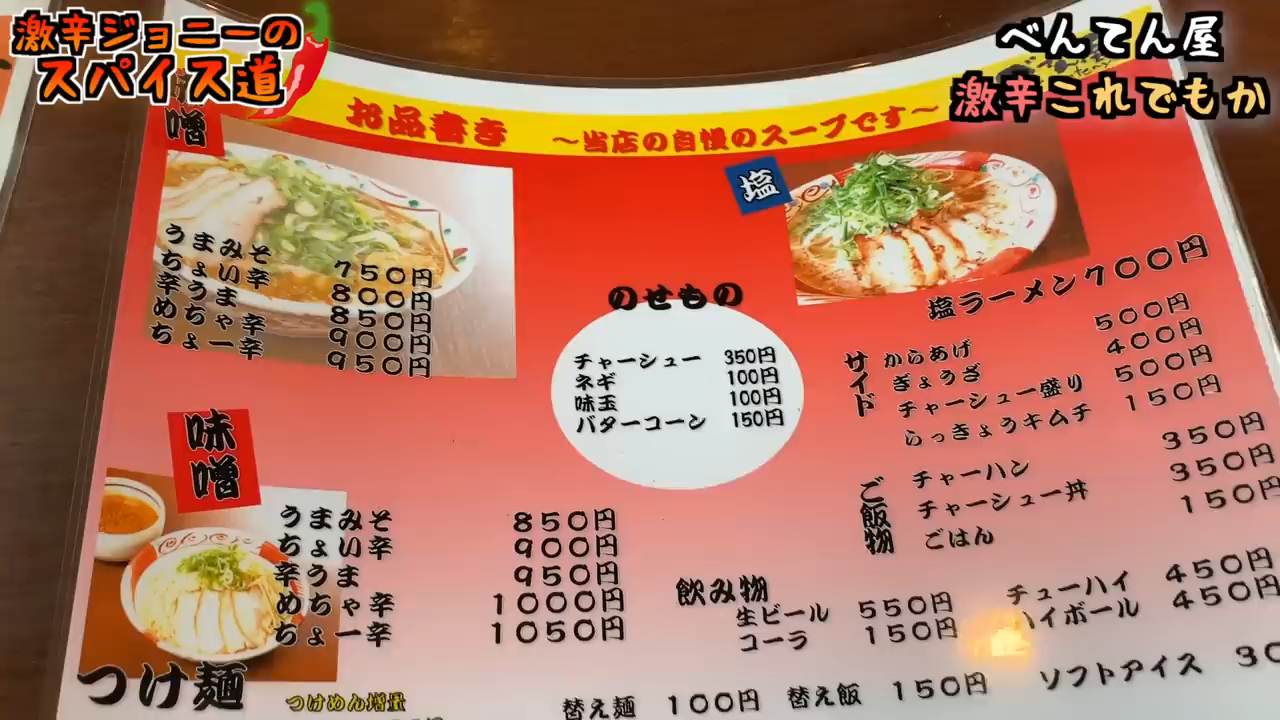 激辛ジョニーの
スパイス道
べんてん屋
激辛これでもか
お品書き ～当店の自慢のスープです～
噌
うまみそ 750円
ちょい辛 800円
辛うま 850円
めちゃ辛 900円
ちょー辛 950円
塩
塩ラーメン700円
のせもの
チャーシュー 350円
ネギ 100円
味玉 100円
バターコーン 150円
サイド
からあげ 500円
ぎょうざ 400円
チャーシュー盛り 500円
らっきょうキムチ 150円
ご飯物
チャーハン 350円
チャーシュー丼 350円
ごはん 150円
味噌
うまみそ 850円
ちょい辛 900円
辛うま 950円
めちゃ辛 1000円
ちょー辛 1050円
つけ麺
つけめん増量
飲み物
生ビール 550円
コーラ 150円
チューハイ 450円
ハイボール 450円
替え麺 100円 替え飯 150円
ソフトアイス